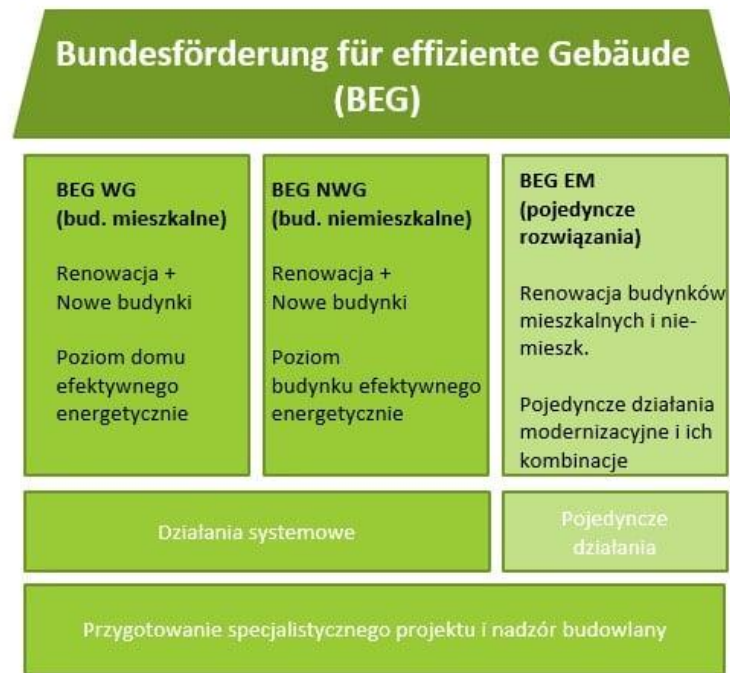 Bundesförderung für effiziente Gebäude
(BEG)
BEG WG
(bud. mieszkalne)
Renowacja +
Nowe budynki
Poziom domu
efektywnego
energetycznie
BEG NWG
(bud. niemieszkalne)
Renowacja +
Nowe budynki
Poziom
budynku efektywnego
energetycznie
BEG EM
(pojedyncze
rozwiązania)
Renowacja budynków
mieszkalnych i nie-
mieszk.
Pojedyncze działania
modernizacyjne i ich
kombinacje
Działania systemowe
Pojedyncze
działania
Przygotowanie specjalistycznego projektu i nadzór budowlany